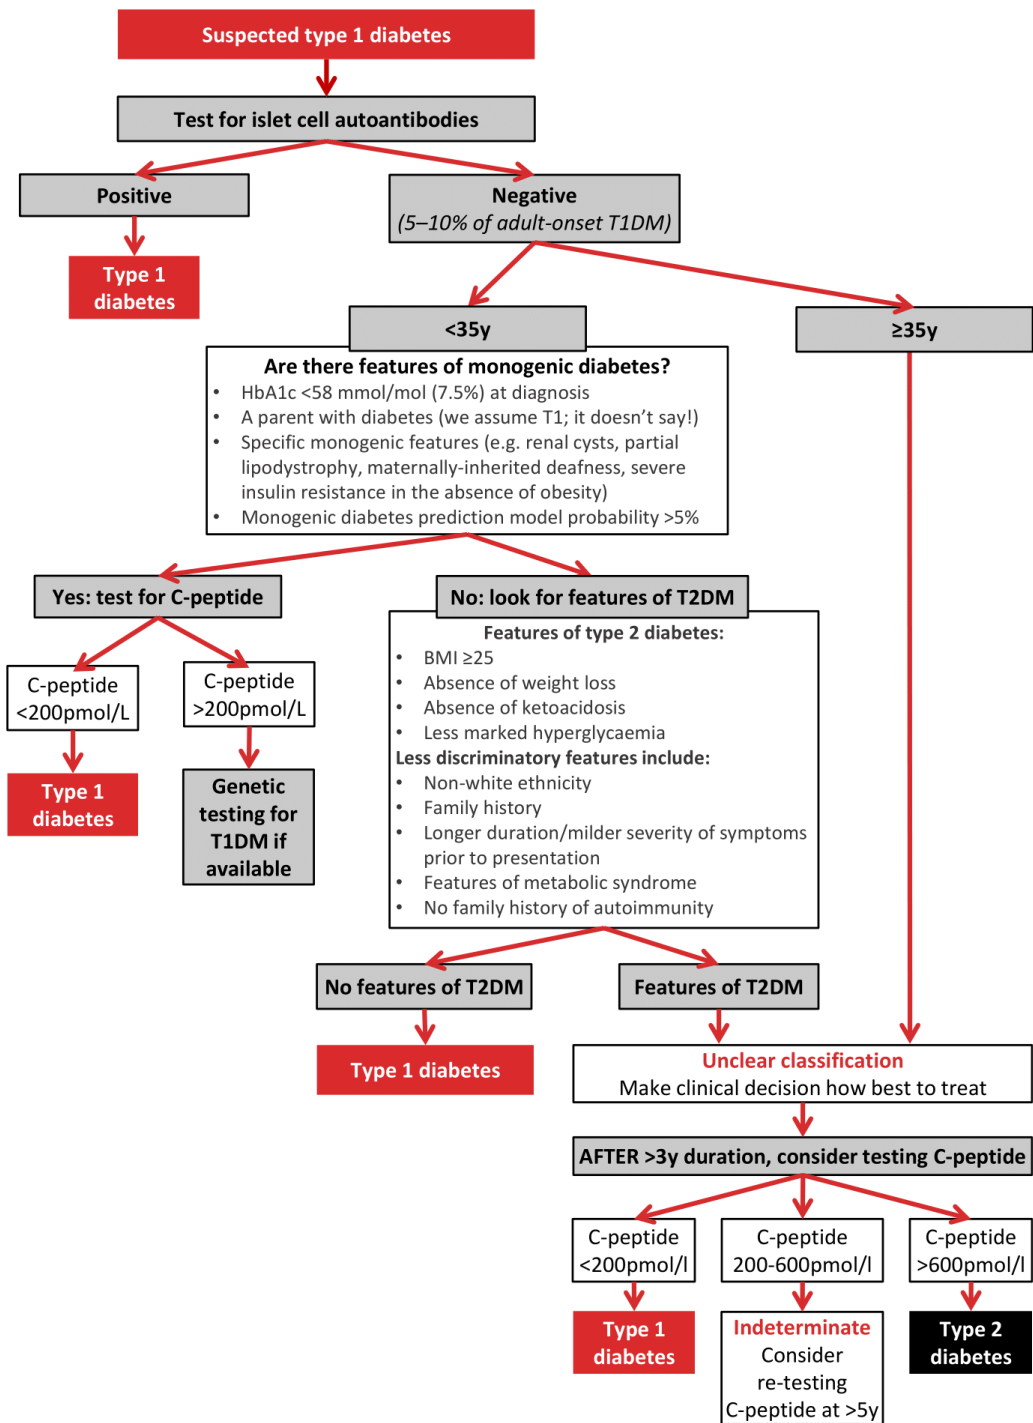 Suspected type 1 diabetes
Test for islet cell autoantibodies
Positive
Negative
(5–10% of adult-onset T1DM)
Type 1
diabetes
<35y
≥35y
Are there features of monogenic diabetes?
• HbA1c <58 mmol/mol (7.5%) at diagnosis
• A parent with diabetes (we assume T1; it doesn't say!)
• Specific monogenic features (e.g. renal cysts, partial
lipodystrophy, maternally-inherited deafness, severe
insulin resistance in the absence of obesity)
• Monogenic diabetes prediction model probability >5%
Yes: test for C-peptide
No: look for features of T2DM
C-peptide
<200pmol/L
C-peptide
>200pmol/L
Type 1
diabetes
Genetic
testing for
T1DM if
available
Features of type 2 diabetes:
• BMI ≥25
• Absence of weight loss
• Absence of ketoacidosis
• Less marked hyperglycaemia
Less discriminatory features include:
• Non-white ethnicity
• Family history
• Longer duration/milder severity of symptoms
prior to presentation
• Features of metabolic syndrome
• No family history of autoimmunity
No features of T2DM
Features of T2DM
Type 1 diabetes
Unclear classification
Make clinical decision how best to treat
AFTER >3y duration, consider testing C-peptide
C-peptide
<200pmol/l
C-peptide
200-600pmol/l
C-peptide
>600pmol/l
Type 1
diabetes
Indeterminate
Consider
re-testing
C-peptide at >5y
Type 2
diabetes